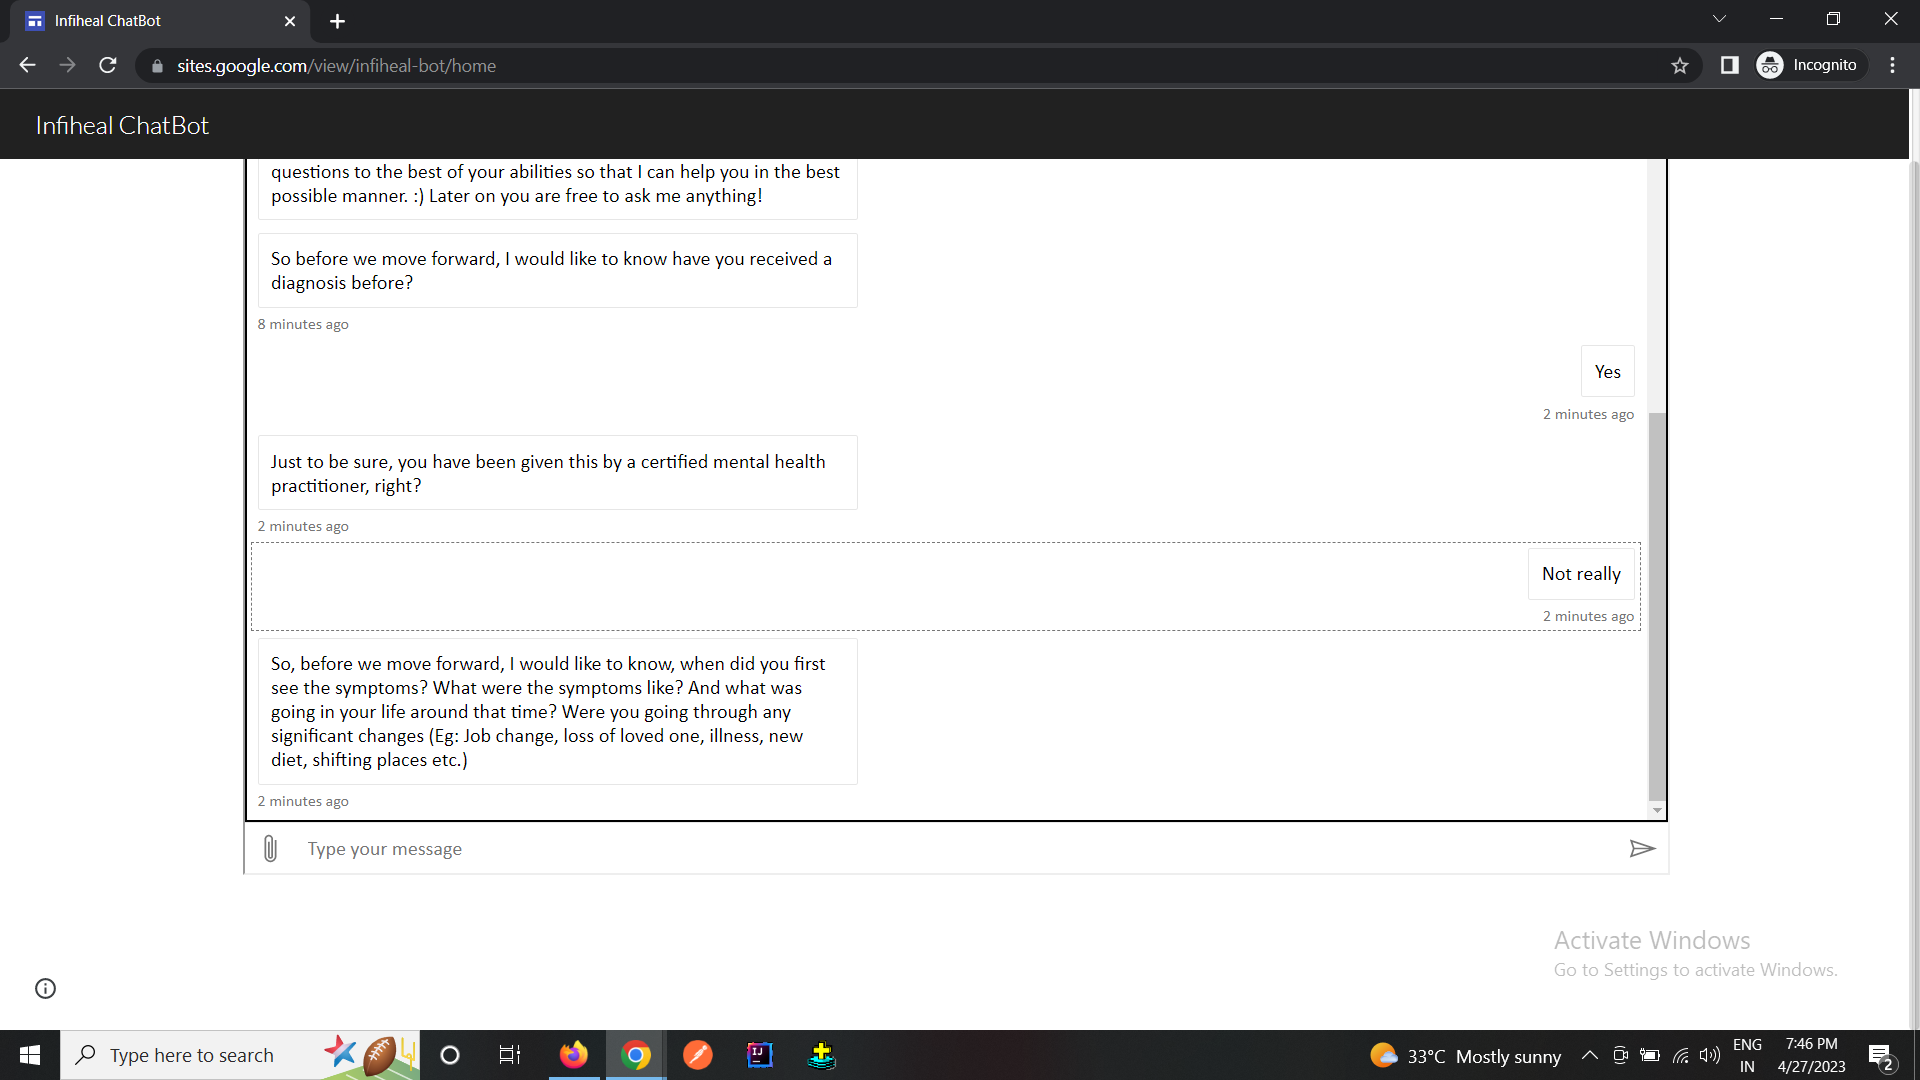 Infiheal ChatBot
sites.google.com/view/infiheal-bot/home
Incognito
Infiheal ChatBot
questions to the best of your abilities so that I can help you in the best
possible manner. :) Later on you are free to ask me anything!
So before we move forward, I would like to know have you received a
diagnosis before?
8 minutes ago
Yes
2 minutes ago
Just to be sure, you have been given this by a certified mental health
practitioner, right?
2 minutes ago
Not really
2 minutes ago
So, before we move forward, I would like to know, when did you first
see the symptoms? What were the symptoms like? And what was
going in your life around that time? Were you going through any
significant changes (Eg: Job change, loss of loved one, illness, new
diet, shifting places etc.)
2 minutes ago
Type your message
Activate Windows
Go to Settings to activate Windows.
Type here to search
IJ
33°C Mostly sunny
ENG
IN
7:46 PM
4/27/2023
2